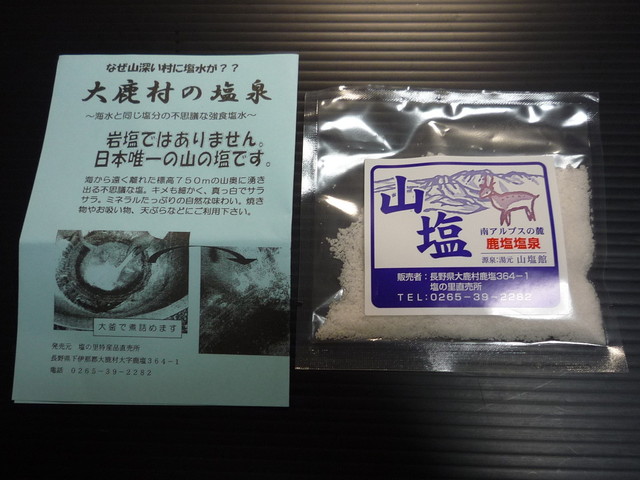 なぜ山深い村に塩水が？？
大鹿村の塩泉
～海水と同じ塩分の不思議な強食塩水～
岩塩ではありません。
日本唯一の山の塩です。
海から遠く離れた標高７５０ｍの山奥に湧き
出る不思議な塩。キメも細かく、真っ白でサラ
サラ。ミネラルたっぷりの自然な味わい。焼き
物やお吸い物、天ぷらなどにご利用下さい。
大釜で煮詰めます
発売元　塩の里特産品直売所
長野県下伊那郡大鹿村大字鹿塩３６４－１
電話　０２６５－３９－２２８２
山塩
南アルプスの麓
鹿塩塩泉
源泉：湯元 山塩館
販売者：長野県大鹿村鹿塩364－1
塩の里直売所
ＴＥＬ：0265－39－2282